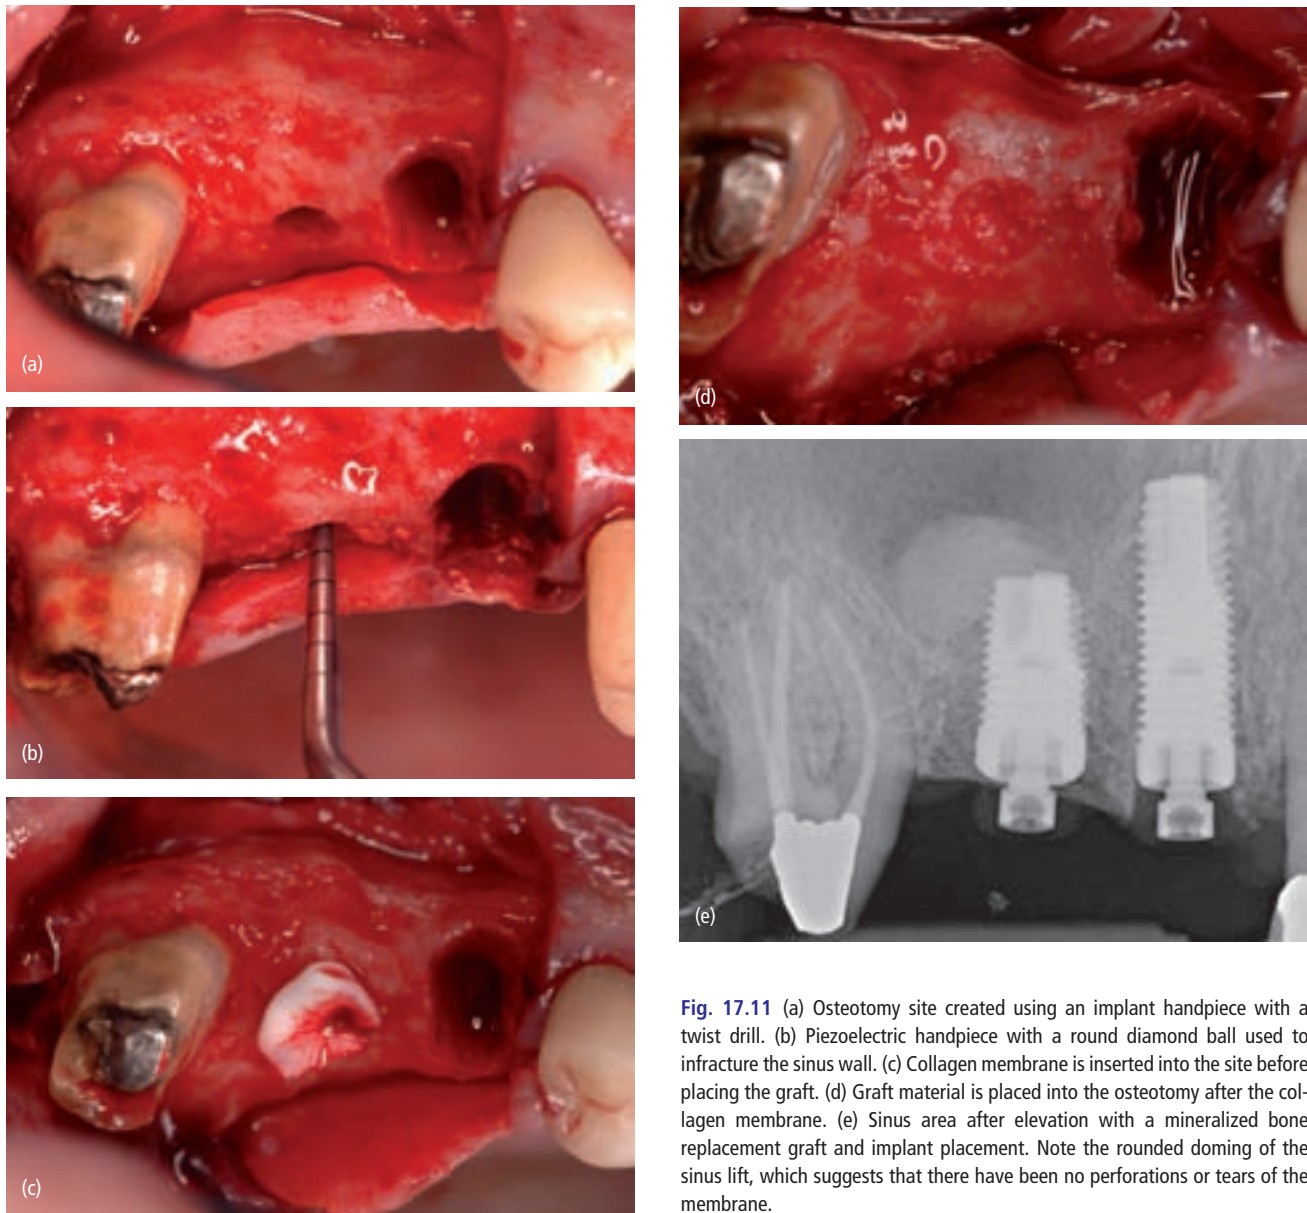 (a)
(b)
(c)
(d)
(e)
Fig. 17.11 (a) Osteotomy site created using an implant handpiece with a
twist drill. (b) Piezoelectric handpiece with a round diamond ball used to
infracture the sinus wall. (c) Collagen membrane is inserted into the site before
placing the graft. (d) Graft material is placed into the osteotomy after the col-
lagen membrane. (e) Sinus area after elevation with a mineralized bone
replacement graft and implant placement. Note the rounded doming of the
sinus lift, which suggests that there have been no perforations or tears of the
membrane.